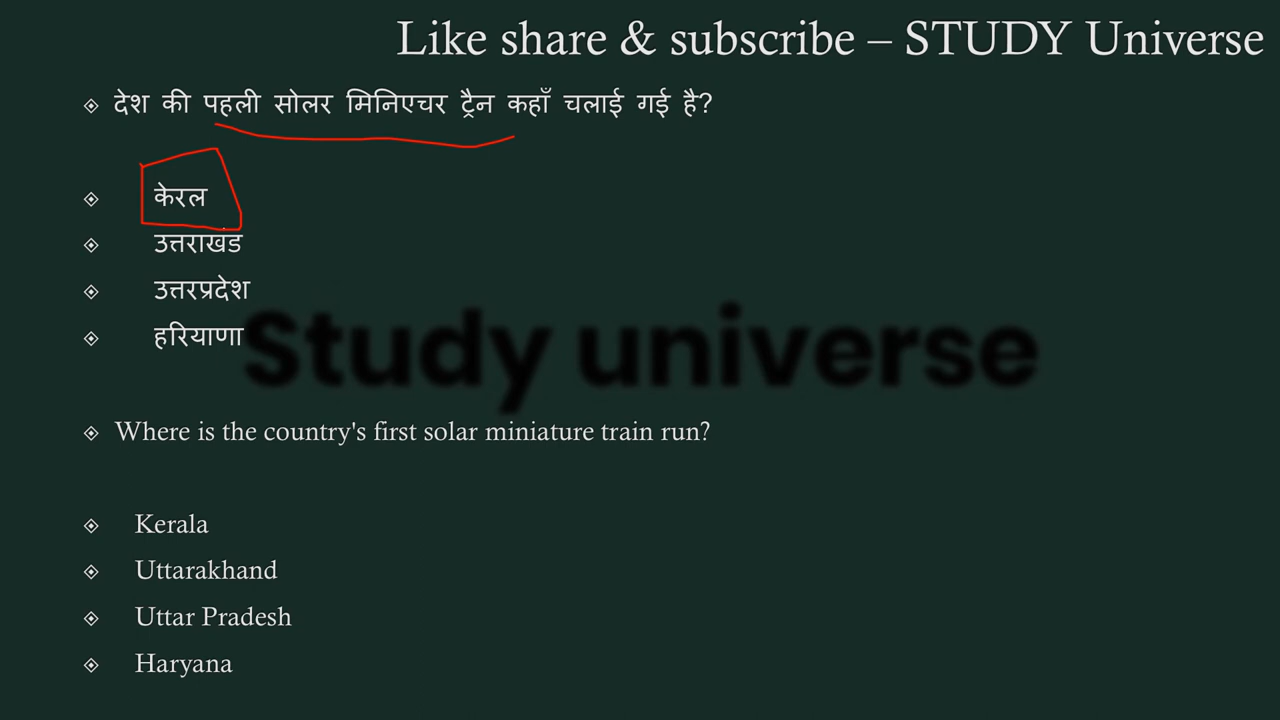 Like share & subscribe – STUDY Universe
देश की पहली सोलर मिनिएचर ट्रैन कहाँ चलाई गई है?
केरल
उत्तराखंड
उत्तरप्रदेश
हरियाणा
Study universe
Where is the country's first solar miniature train run?
Kerala
Uttarakhand
Uttar Pradesh
Haryana